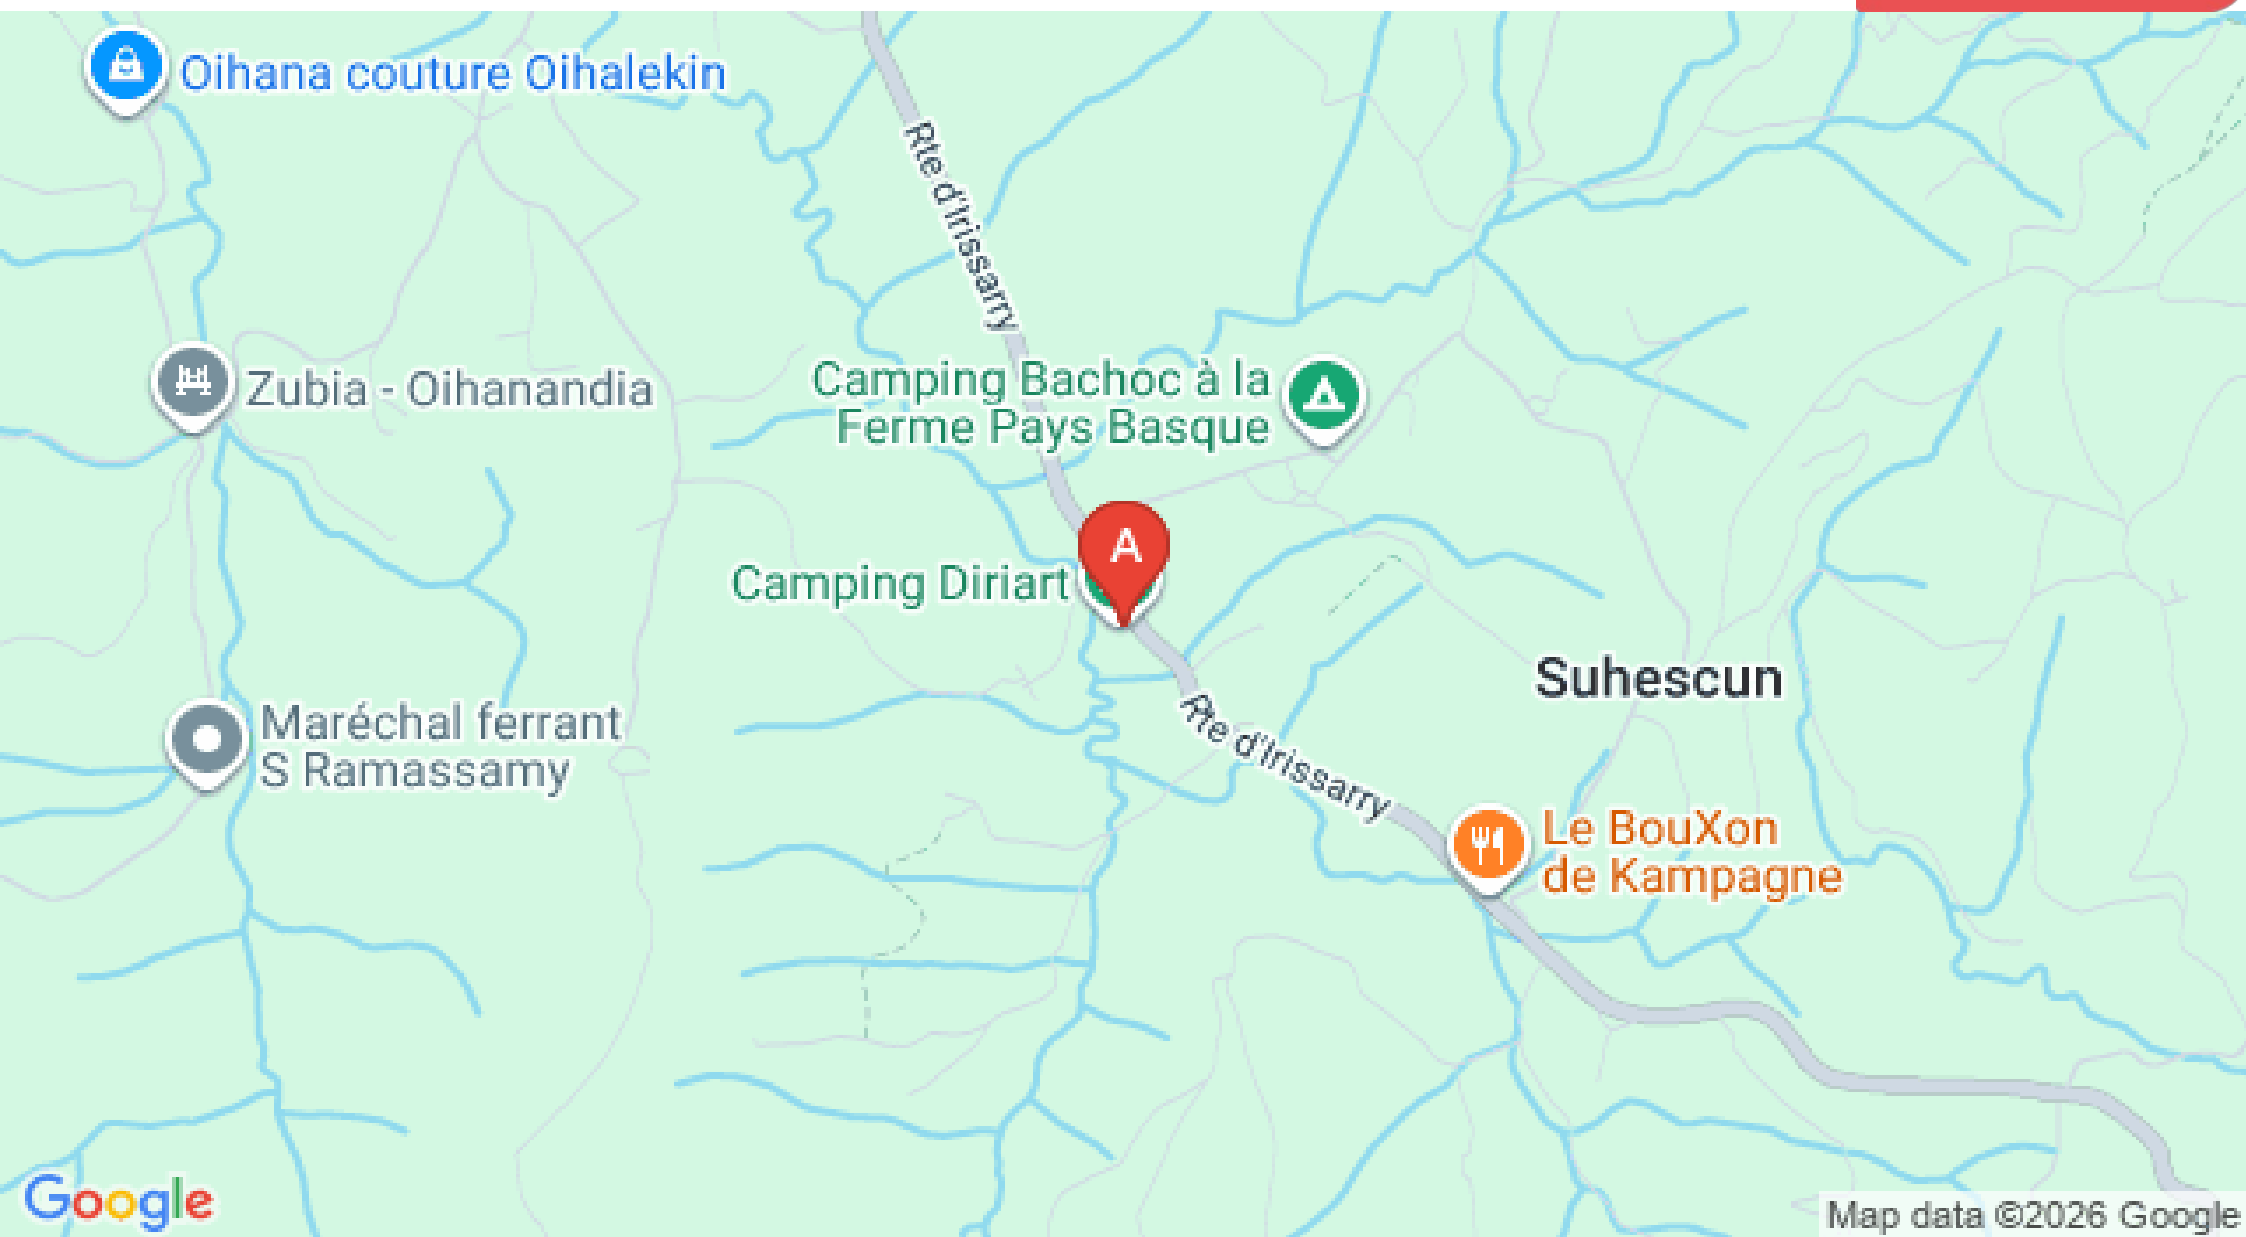 Oihana couture Oihalekin
Rte d'Irissarry
Camping Bachoc à la
Ferme Pays Basque
Zubia - Oihanandia
A
Camping Diriart
Suhescun
Maréchal ferrant
S Ramassamy
Rte d'Irissarry
Le BouXon
de Kampagne
Google
Map data ©2026 Google